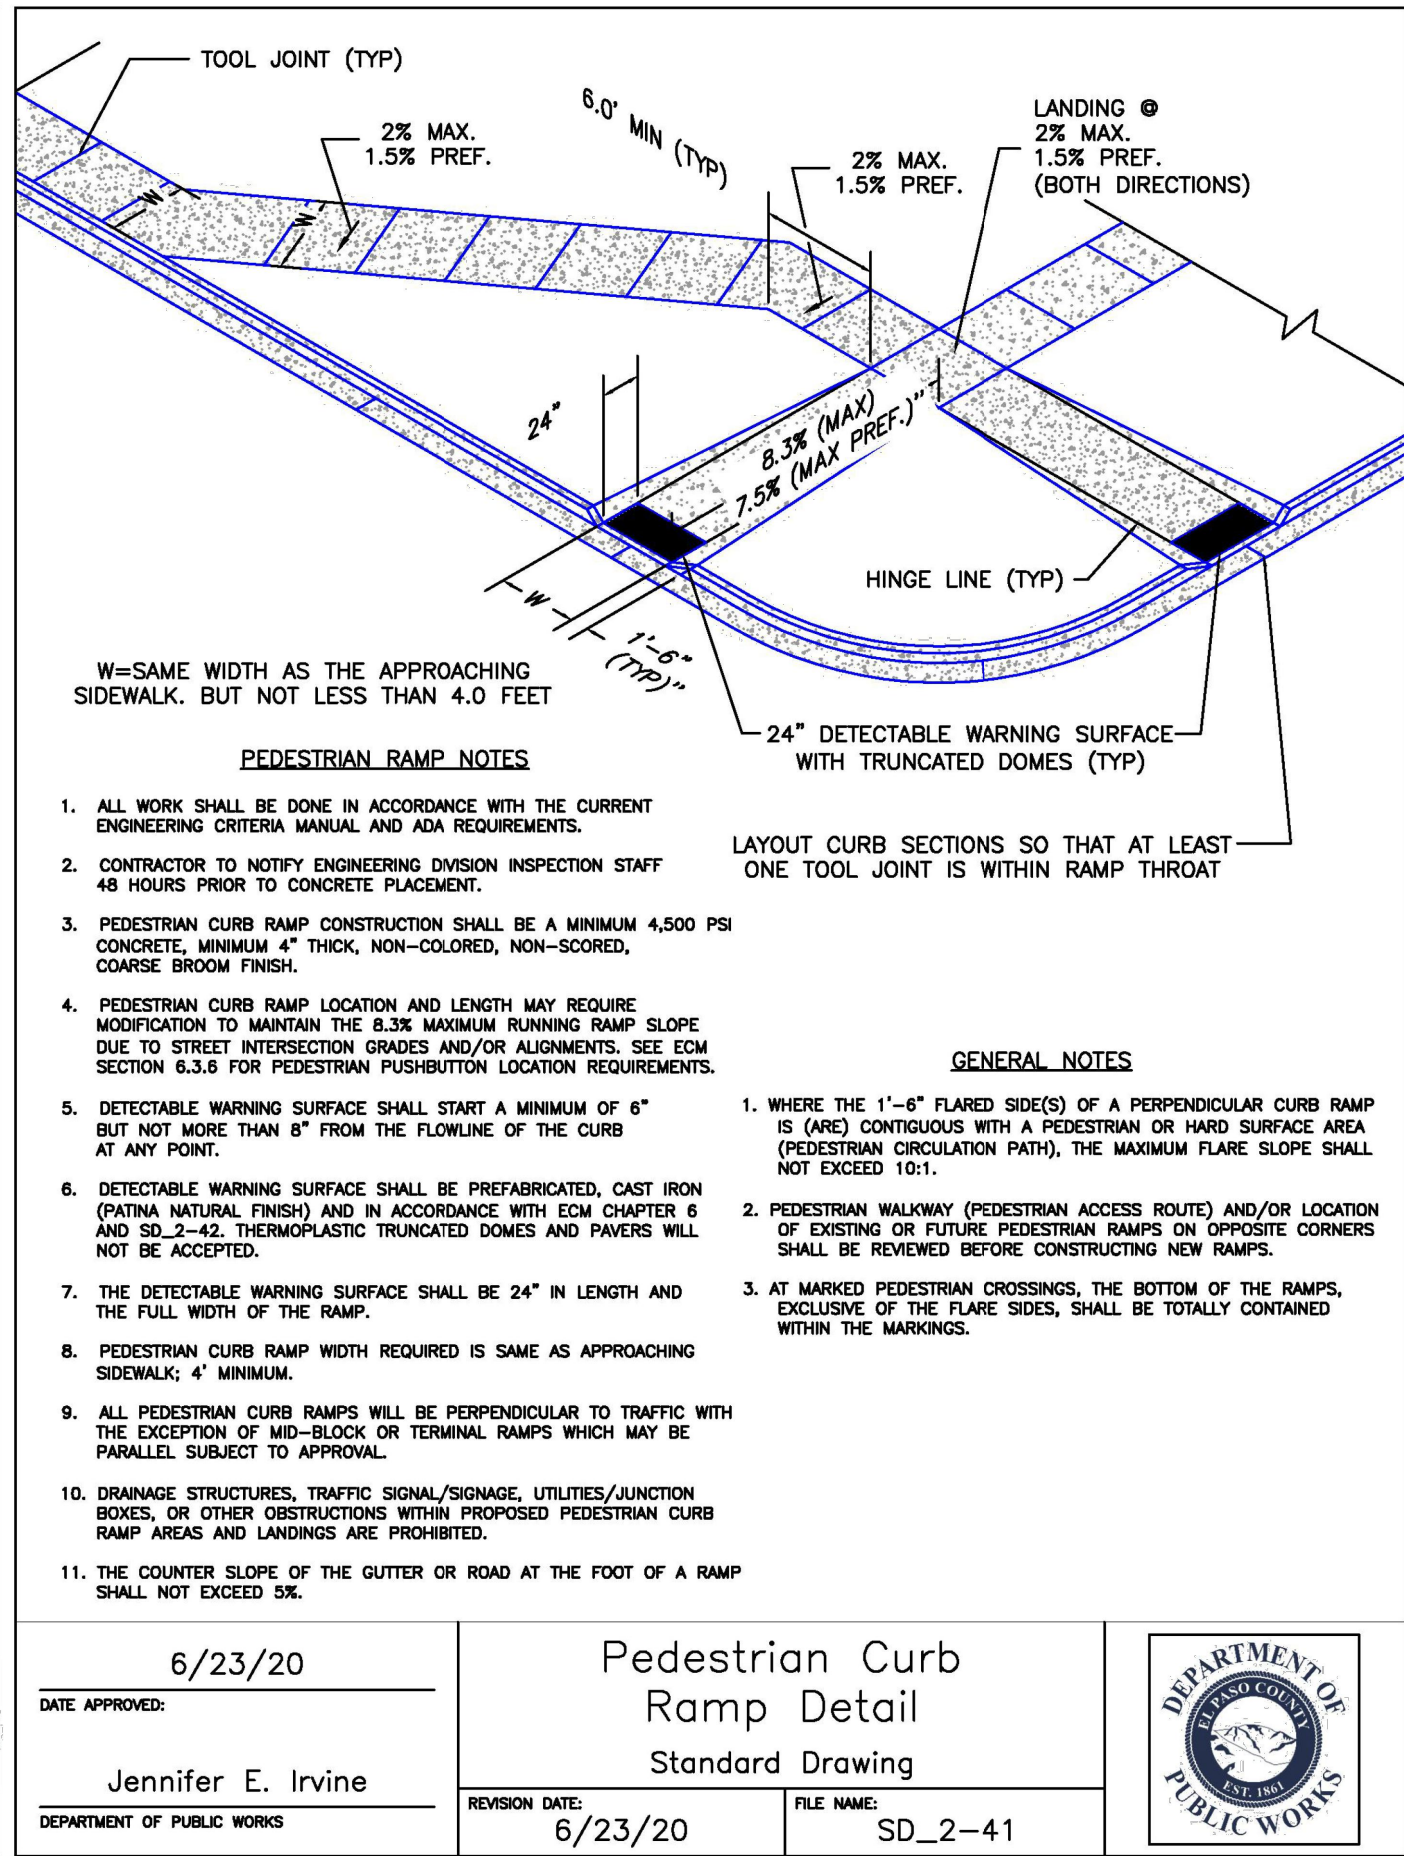 TOOL JOINT (TYP)
2% MAX.
1.5% PREF.
6.0' MIN (TYP)
2% MAX.
1.5% PREF.
LANDING @
2% MAX.
1.5% PREF.
(BOTH DIRECTIONS)
W
W
24"
8.3% (MAX)
7.5% (MAX PREF.)"
HINGE LINE (TYP)
W
1'-6"
(TYP)"
W=SAME WIDTH AS THE APPROACHING
SIDEWALK. BUT NOT LESS THAN 4.0 FEET
24" DETECTABLE WARNING SURFACE
WITH TRUNCATED DOMES (TYP)
LAYOUT CURB SECTIONS SO THAT AT LEAST
ONE TOOL JOINT IS WITHIN RAMP THROAT
PEDESTRIAN RAMP NOTES
1. ALL WORK SHALL BE DONE IN ACCORDANCE WITH THE CURRENT
ENGINEERING CRITERIA MANUAL AND ADA REQUIREMENTS.
2. CONTRACTOR TO NOTIFY ENGINEERING DIVISION INSPECTION STAFF
48 HOURS PRIOR TO CONCRETE PLACEMENT.
3. PEDESTRIAN CURB RAMP CONSTRUCTION SHALL BE A MINIMUM 4,500 PSI
CONCRETE, MINIMUM 4" THICK, NON-COLORED, NON-SCORED,
COARSE BROOM FINISH.
4. PEDESTRIAN CURB RAMP LOCATION AND LENGTH MAY REQUIRE
MODIFICATION TO MAINTAIN THE 8.3% MAXIMUM RUNNING RAMP SLOPE
DUE TO STREET INTERSECTION GRADES AND/OR ALIGNMENTS. SEE ECM
SECTION 6.3.6 FOR PEDESTRIAN PUSHBUTTON LOCATION REQUIREMENTS.
5. DETECTABLE WARNING SURFACE SHALL START A MINIMUM OF 6"
BUT NOT MORE THAN 8" FROM THE FLOWLINE OF THE CURB
AT ANY POINT.
6. DETECTABLE WARNING SURFACE SHALL BE PREFABRICATED, CAST IRON
(PATINA NATURAL FINISH) AND IN ACCORDANCE WITH ECM CHAPTER 6
AND SD_2-42. THERMOPLASTIC TRUNCATED DOMES AND PAVERS WILL
NOT BE ACCEPTED.
7. THE DETECTABLE WARNING SURFACE SHALL BE 24" IN LENGTH AND
THE FULL WIDTH OF THE RAMP.
8. PEDESTRIAN CURB RAMP WIDTH REQUIRED IS SAME AS APPROACHING
SIDEWALK; 4' MINIMUM.
9. ALL PEDESTRIAN CURB RAMPS WILL BE PERPENDICULAR TO TRAFFIC WITH
THE EXCEPTION OF MID-BLOCK OR TERMINAL RAMPS WHICH MAY BE
PARALLEL SUBJECT TO APPROVAL.
10. DRAINAGE STRUCTURES, TRAFFIC SIGNAL/SIGNAGE, UTILITIES/JUNCTION
BOXES, OR OTHER OBSTRUCTIONS WITHIN PROPOSED PEDESTRIAN CURB
RAMP AREAS AND LANDINGS ARE PROHIBITED.
11. THE COUNTER SLOPE OF THE GUTTER OR ROAD AT THE FOOT OF A RAMP
SHALL NOT EXCEED 5%.
GENERAL NOTES
1. WHERE THE 1'-6" FLARED SIDE(S) OF A PERPENDICULAR CURB RAMP
IS (ARE) CONTIGUOUS WITH A PEDESTRIAN OR HARD SURFACE AREA
(PEDESTRIAN CIRCULATION PATH), THE MAXIMUM FLARE SLOPE SHALL
NOT EXCEED 10:1.
2. PEDESTRIAN WALKWAY (PEDESTRIAN ACCESS ROUTE) AND/OR LOCATION
OF EXISTING OR FUTURE PEDESTRIAN RAMPS ON OPPOSITE CORNERS
SHALL BE REVIEWED BEFORE CONSTRUCTING NEW RAMPS.
3. AT MARKED PEDESTRIAN CROSSINGS, THE BOTTOM OF THE RAMPS,
EXCLUSIVE OF THE FLARE SIDES, SHALL BE TOTALLY CONTAINED
WITHIN THE MARKINGS.
6/23/20
DATE APPROVED:
Jennifer E. Irvine
DEPARTMENT OF PUBLIC WORKS
Pedestrian Curb
Ramp Detail
Standard Drawing
REVISION DATE:
6/23/20
FILE NAME:
SD_2-41
DEPARTMENT OF
EL PASO COUNTY
EST. 1861
PUBLIC WORKS